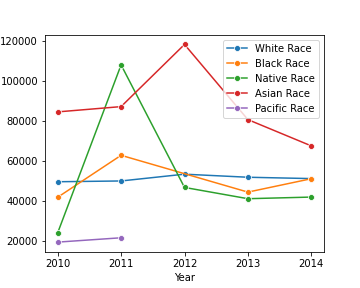 120000
100000
80000
60000
40000
20000
White Race
Black Race
Native Race
Asian Race
Pacific Race
2010 2011 2012 2013 2014
Year